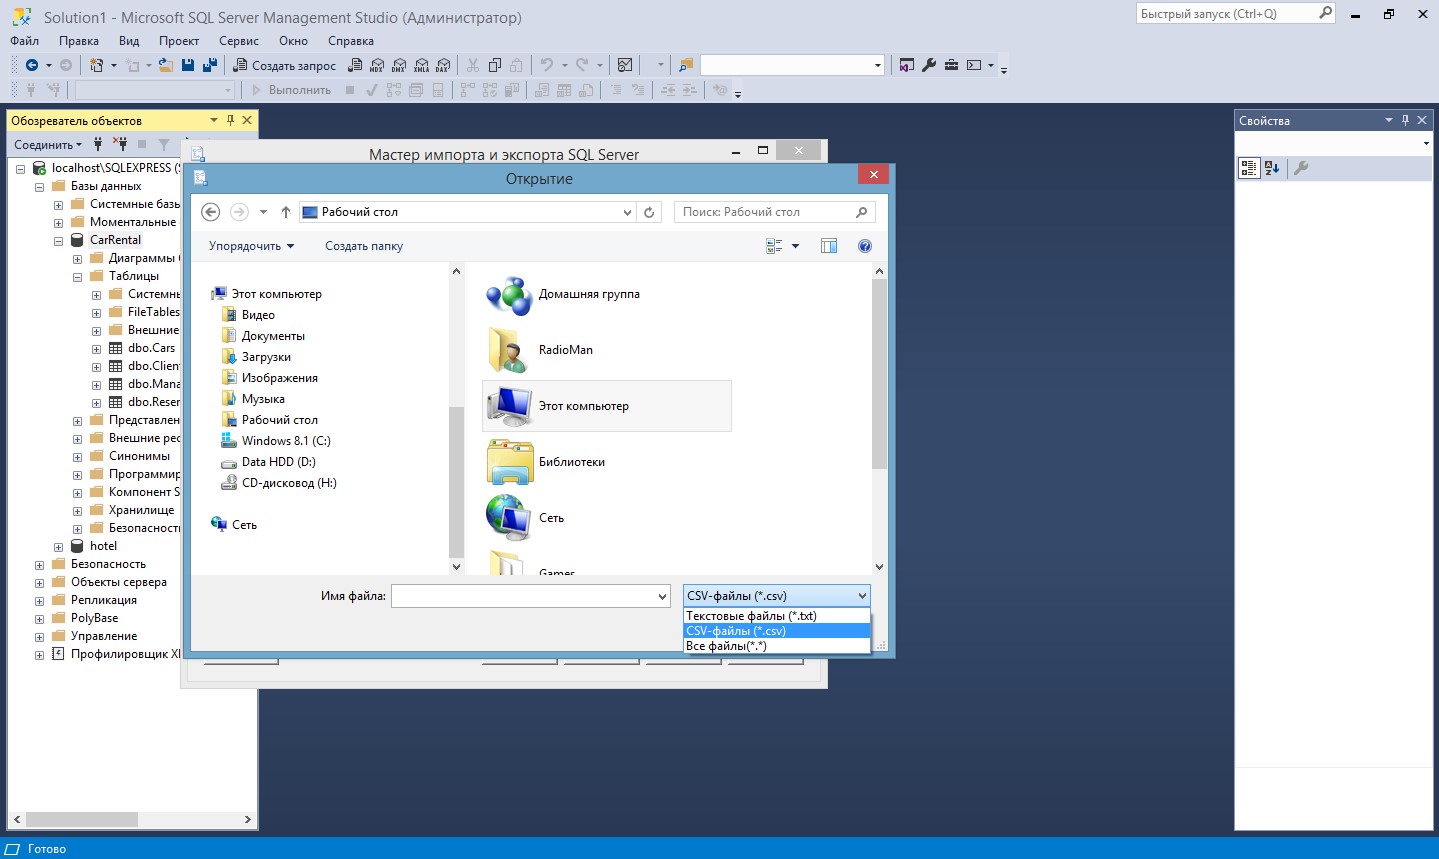 Solution1 - Microsoft SQL Server Management Studio (Администратор)
Быстрый запуск (Ctrl+Q)
Файл Правка Вид Проект Сервис Окно Справка
Создать запрос
MDX DMX XMLA DAX
Выполнить
Обозреватель объектов
Соединить
localhost\SQLEXPRESS (S
Базы данных
Системные базы
Моментальные
CarRental
Диаграммы
Таблицы
Системны
FileTables
Внешние
dbo.Cars
dbo.Clien
dbo.Mana
dbo.Reser
Представлен
Внешние рес
Синонимы
Программир
Компонент S
Хранилище
Безопасност
hotel
Безопасность
Объекты сервера
Репликация
PolyBase
Управление
Профилировщик XE
Мастер импорта и экспорта SQL Server
Открытие
Рабочий стол
Поиск: Рабочий стол
Упорядочить
Создать папку
Этот компьютер
Видео
Документы
Загрузки
Изображения
Музыка
Рабочий стол
Windows 8.1 (C:)
Data HDD (D:)
CD-дисковод (H:)
Сеть
Домашняя группа
RadioMan
Этот компьютер
Библиотеки
Сеть
Games
Имя файла:
CSV-файлы (*.csv)
Текстовые файлы (*.txt)
CSV-файлы (*.csv)
Все файлы(*.*)
Свойства
Готово